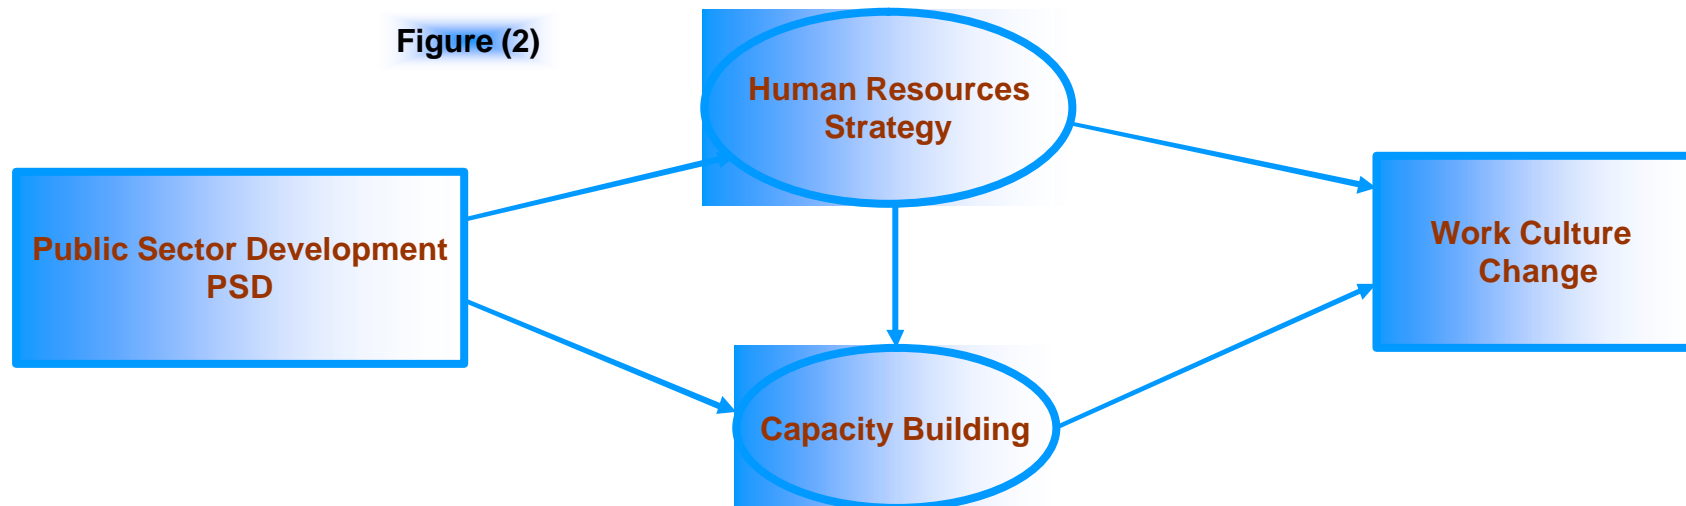 Figure (2)
Human Resources
Strategy
Public Sector Development
PSD
Work Culture
Change
Capacity Building